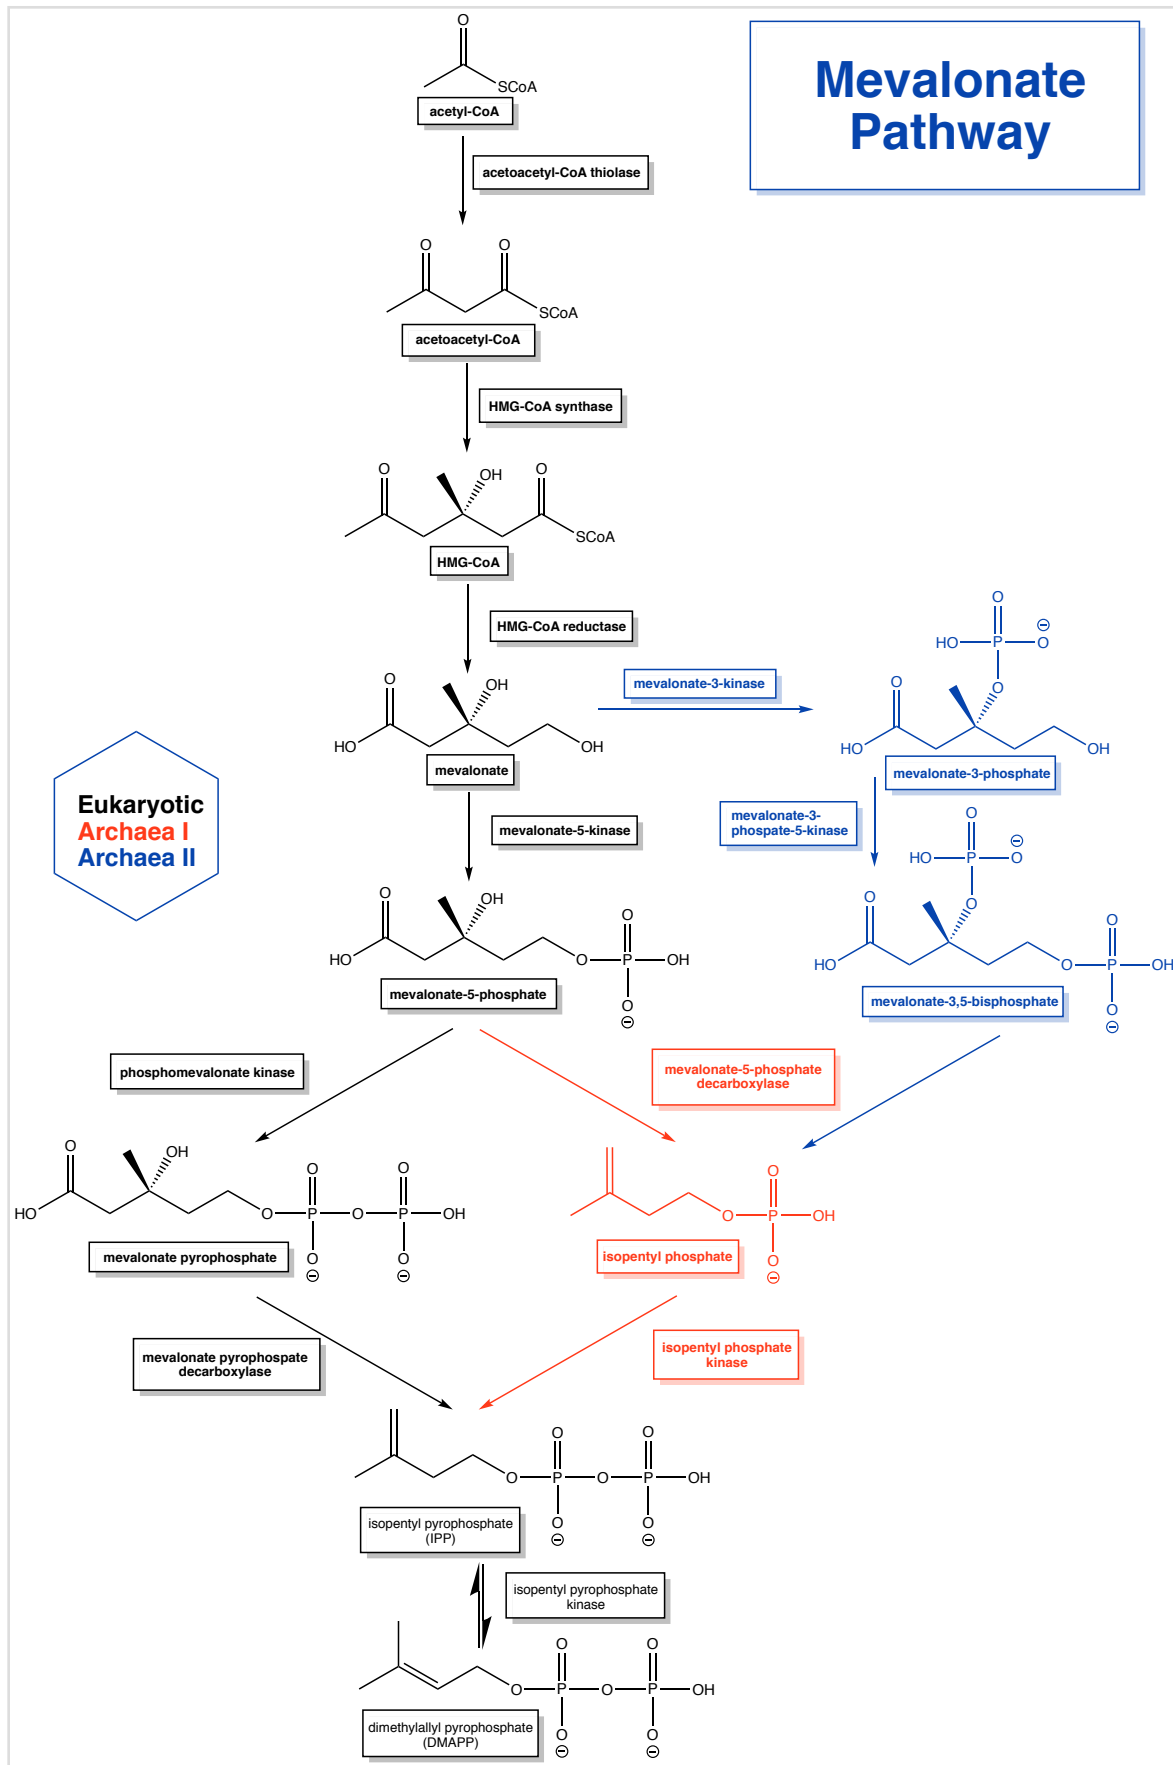 Mevalonate
Pathway
O
SCoA
acetyl-CoA
acetoacetyl-CoA thiolase
O
O
SCoA
acetoacetyl-CoA
HMG-CoA synthase
O
OH
O
SCoA
HMG-CoA
HMG-CoA reductase
O
OH
HO
OH
mevalonate
mevalonate-3-kinase
O
HO
P
O
⊖
O
O
HO
OH
mevalonate-3-phosphate
Eukaryotic
Archaea I
Archaea II
mevalonate-5-kinase
mevalonate-3-
phospate-5-kinase
O
OH
O
HO
O
P
OH
O
⊖
mevalonate-5-phosphate
O
HO
P
O
⊖
O
O
O
HO
O
P
OH
O
⊖
mevalonate-3,5-bisphosphate
phosphomevalonate kinase
mevalonate-5-phosphate
decarboxylase
O
OH
O
O
HO
O
P
O
P
OH
O
O
⊖
⊖
mevalonate pyrophosphate
O
O
P
OH
O
⊖
isopentyl phosphate
mevalonate pyrophospate
decarboxylase
isopentyl phosphate
kinase
O
O
O
P
O
P
OH
O
O
⊖
⊖
isopentyl pyrophosphate
(IPP)
isopentyl pyrophosphate
kinase
O
O
O
P
O
P
OH
O
O
⊖
⊖
dimethylallyl pyrophosphate
(DMAPP)